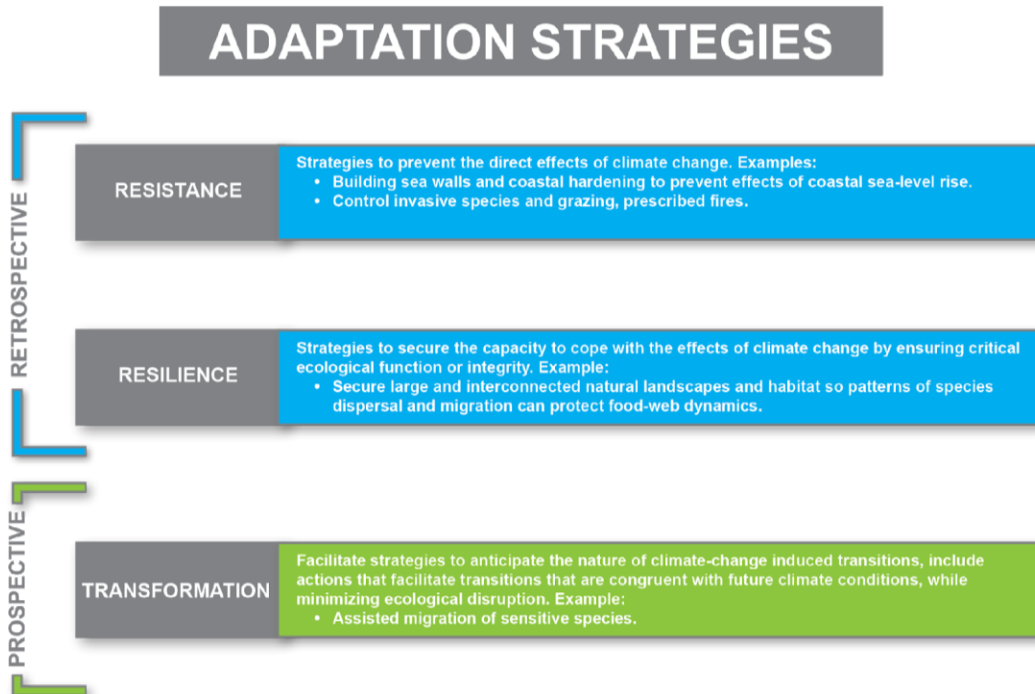 ADAPTATION STRATEGIES
RETROSPECTIVE
RESISTANCE
Strategies to prevent the direct effects of climate change. Examples:
• Building sea walls and coastal hardening to prevent effects of coastal sea-level rise.
• Control invasive species and grazing, prescribed fires.
RESILIENCE
Strategies to secure the capacity to cope with the effects of climate change by ensuring critical
ecological function or integrity. Example:
• Secure large and interconnected natural landscapes and habitat so patterns of species
dispersal and migration can protect food-web dynamics.
PROSPECTIVE
TRANSFORMATION
Facilitate strategies to anticipate the nature of climate-change induced transitions, include
actions that facilitate transitions that are congruent with future climate conditions, while
minimizing ecological disruption. Example:
• Assisted migration of sensitive species.